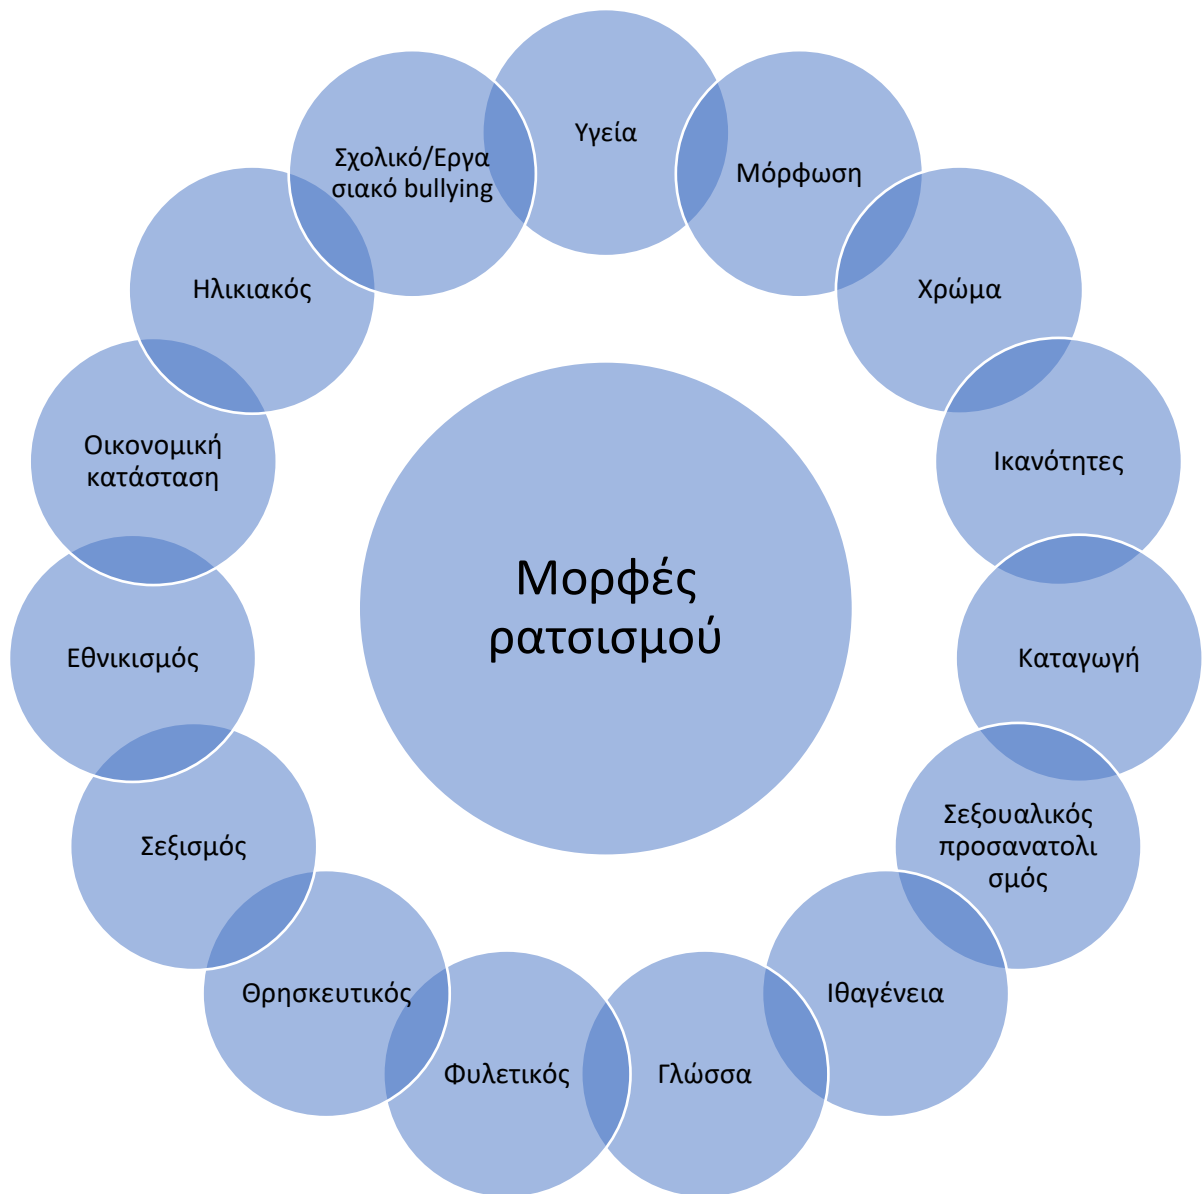 Μορφές
ρατσισμού
Υγεία
Μόρφωση
Χρώμα
Ικανότητες
Καταγωγή
Σεξουαλικός
προσανατολι
σμός
Ιθαγένεια
Γλώσσα
Φυλετικός
Θρησκευτικός
Σεξισμός
Εθνικισμός
Οικονομική
κατάσταση
Ηλικιακός
Σχολικό/Εργα
σιακό bullying